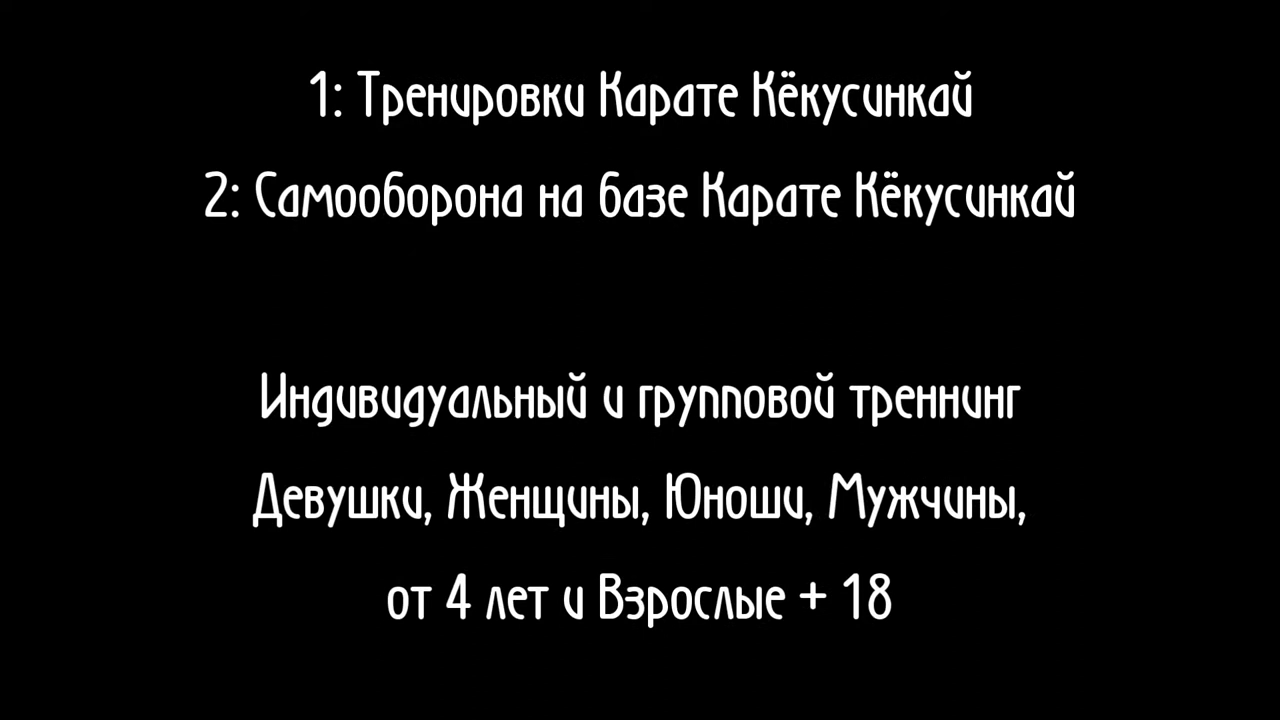 1: Тренировки Карате Кёкусинкай
2: Самооборона на базе Карате Кёкусинкай
Индивидуальный и групповой треннинг
Девушки, Женщины, Юноши, Мужчины,
от 4 лет и Взрослые + 18